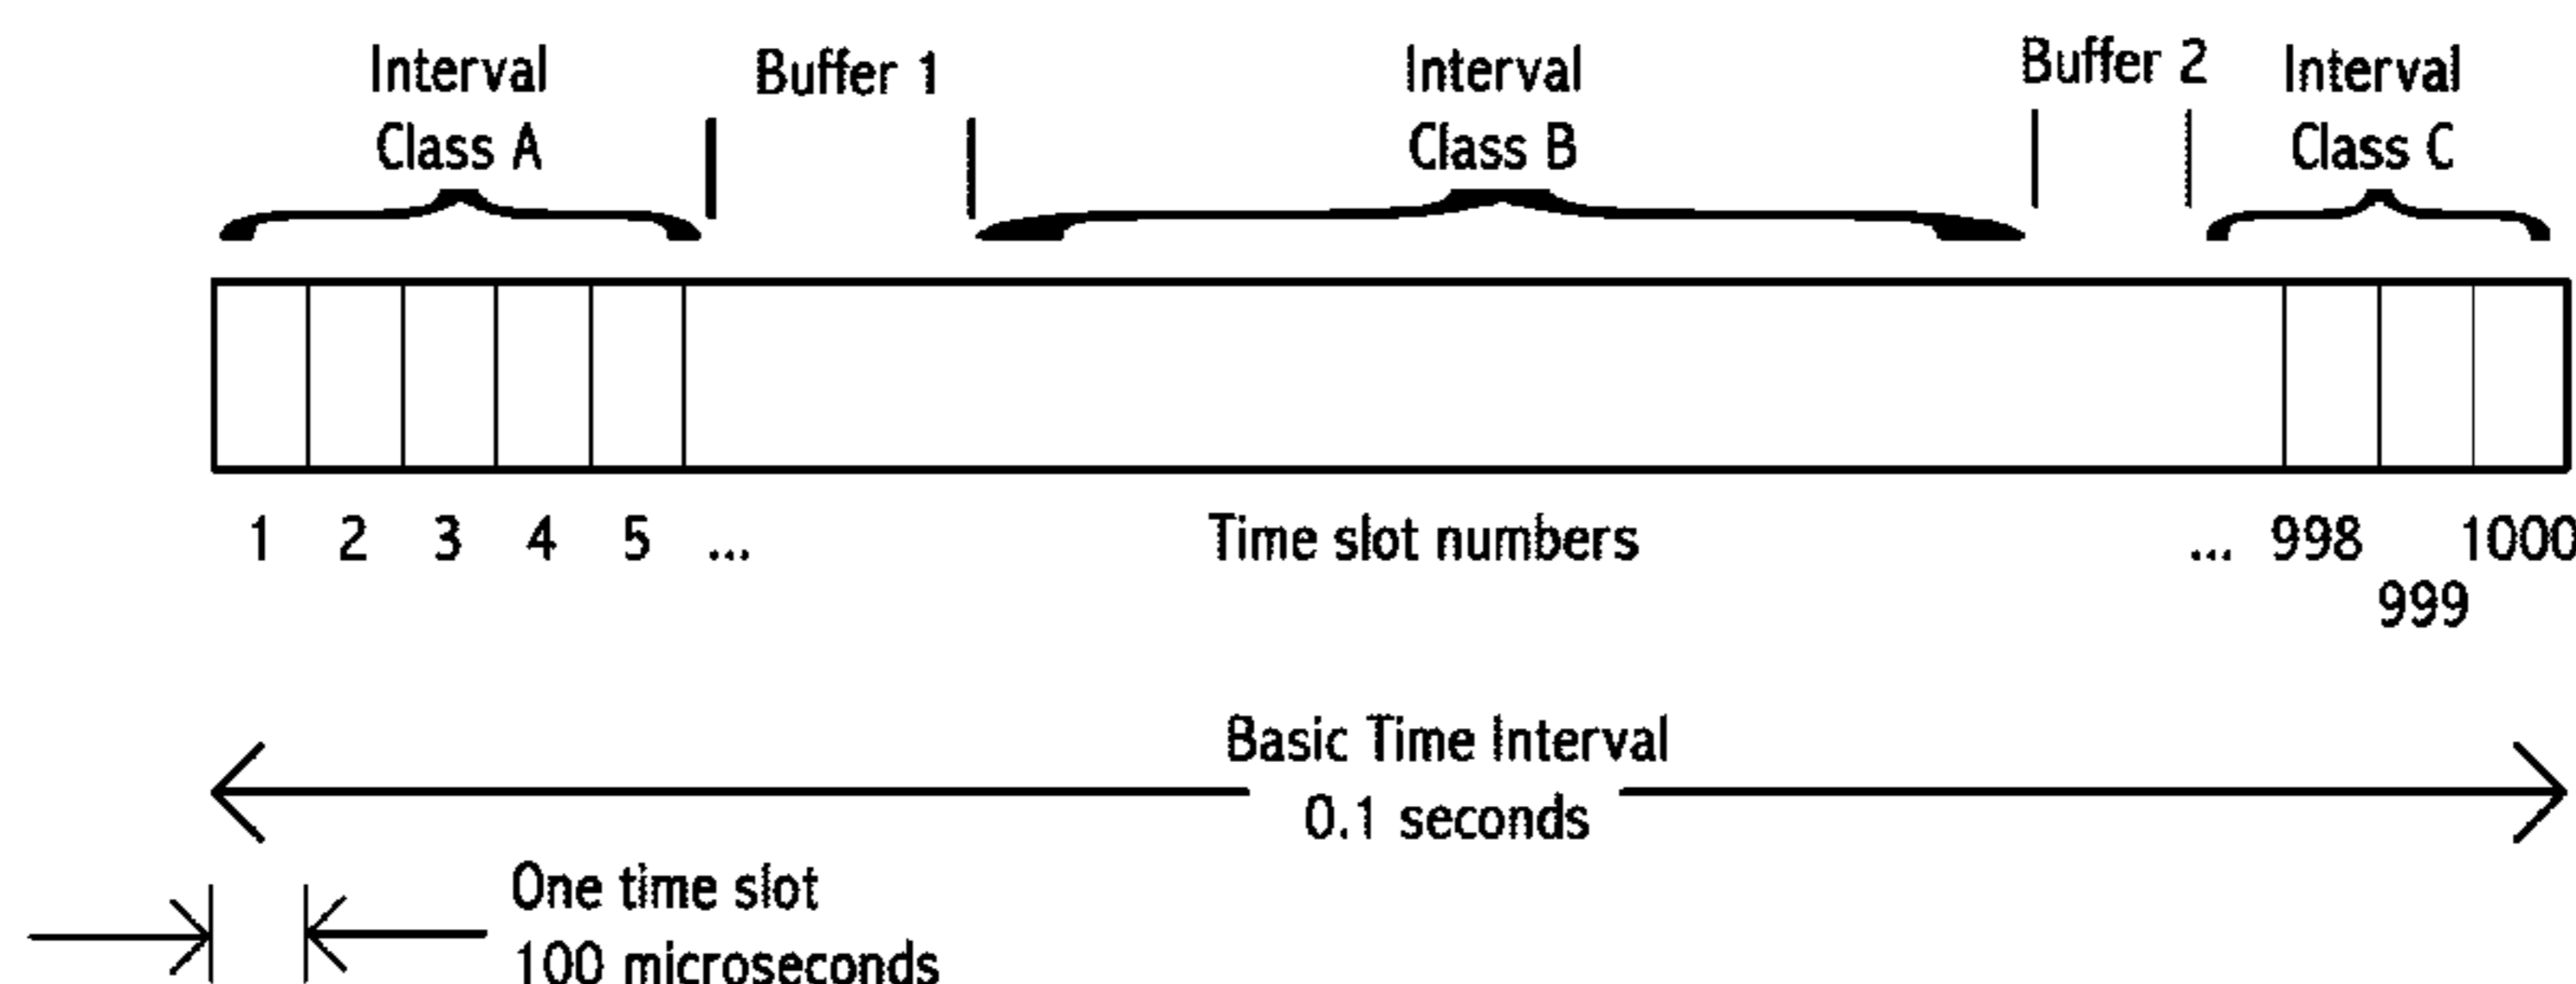 Interval
Class A
Buffer 1
Interval
Class B
Buffer 2
Interval
Class C
1 2 3 4 5 ... Time slot numbers ... 998 1000
999
Basic Time Interval
0.1 seconds
One time slot
100 microseconds